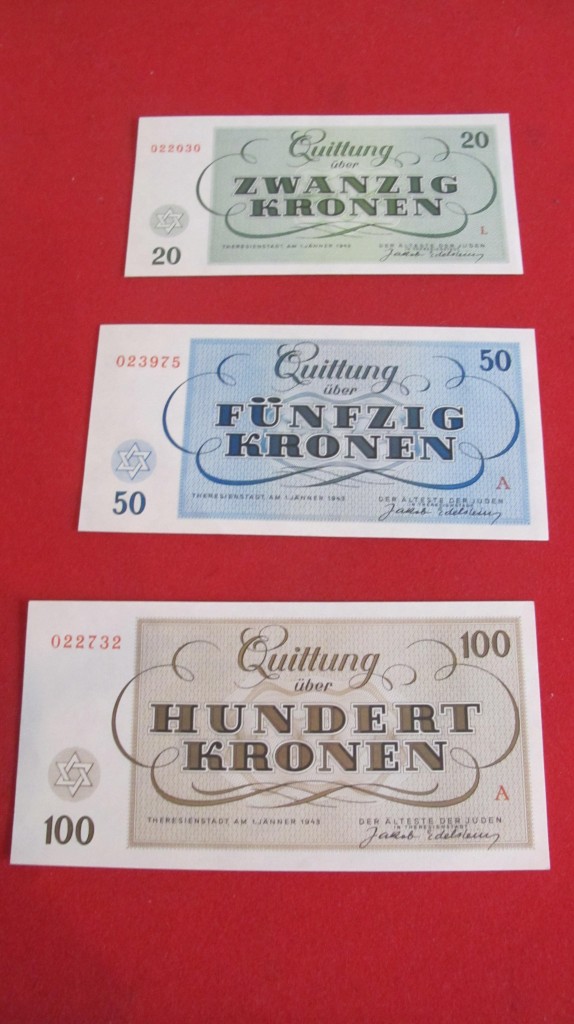 022030
Quittung
20
über
ZWANZIG
KRONEN
L
20
THERESIENSTADT AM 1.JÄNNER 1943
DER ÄLTESTE DER JUDEN
Jakob Edelstein
023975
Quittung
50
über
FÜNFZIG
KRONEN
A
50
THERESIENSTADT AM 1.JÄNNER 1943
DER ÄLTESTE DER JUDEN
IN THERESIENSTADT
Jakob Edelstein
022732
Quittung
100
über
HUNDERT
KRONEN
A
100
THERESIENSTADT AM 1.JÄNNER 1943
DER ÄLTESTE DER JUDEN
IN THERESIENSTADT
Jakob Edelstein